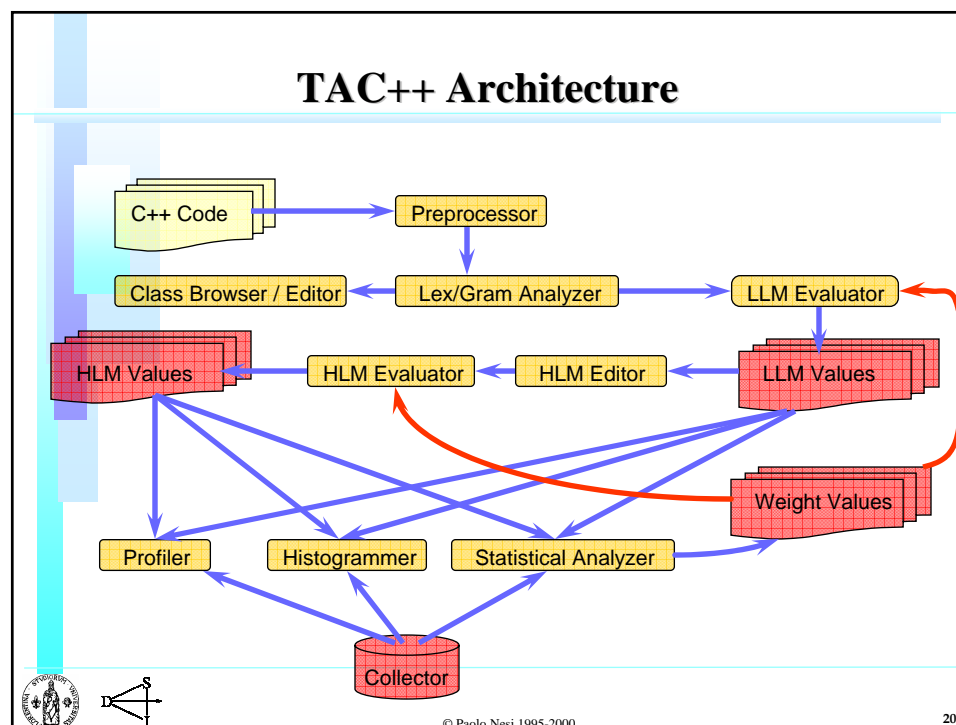 TAC++ Architecture
C++ Code
Preprocessor
Class Browser / Editor
Lex/Gram Analyzer
LLM Evaluator
HLM Values
HLM Evaluator
HLM Editor
LLM Values
Weight Values
Profiler
Histogrammer
Statistical Analyzer
Collector
D S I
© Paolo Nesi 1995-2000
20